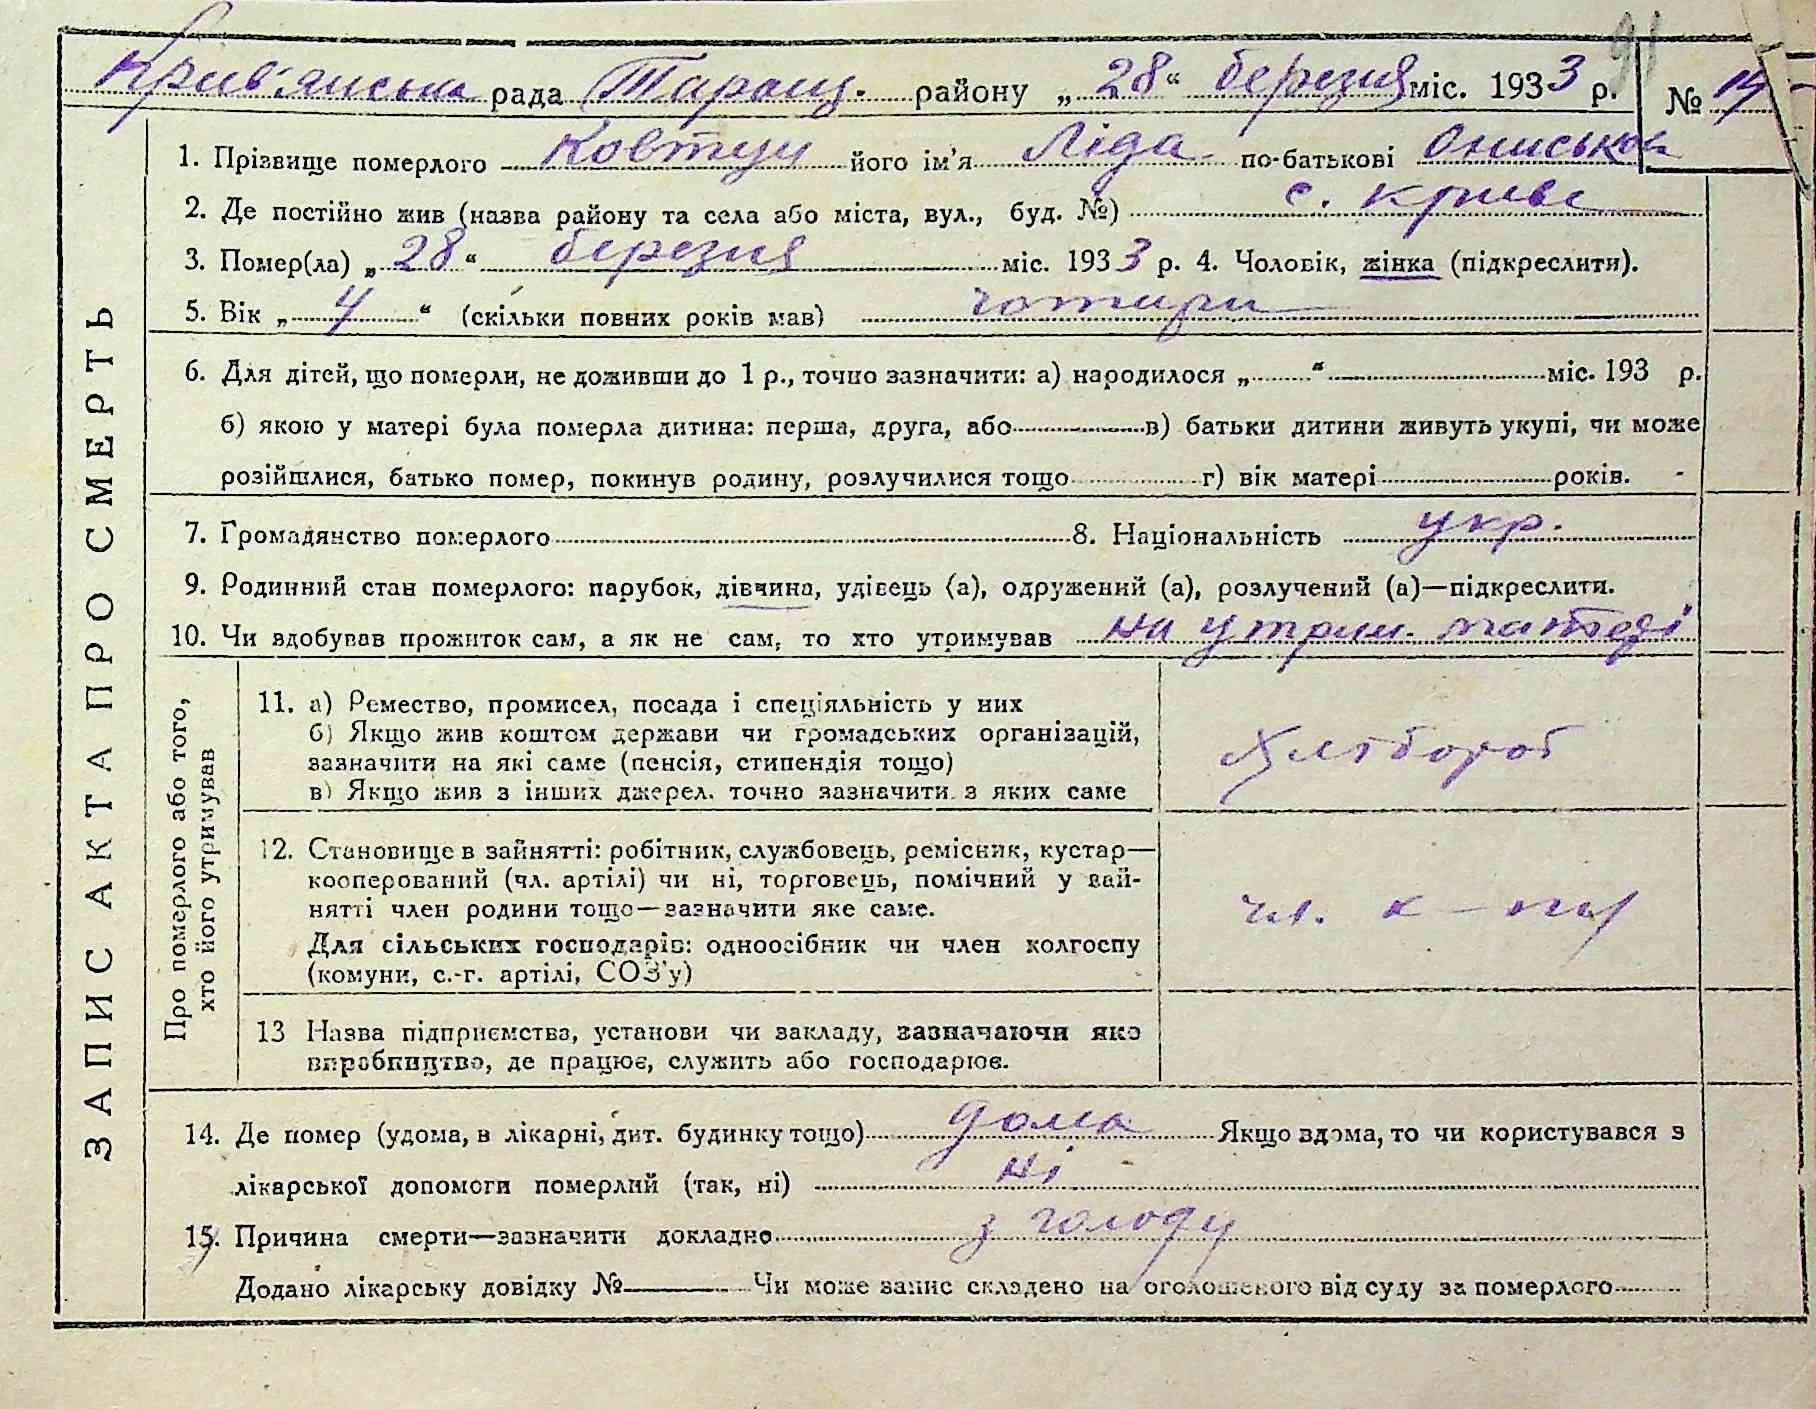 91
Крив'янська рада Таращ. району „28“ березня міс. 1933 р. № 14
1. Прізвище померлого Ковтун його ім'я Ліда по-батькові Ониськов
2. Де постійно жив (назва району та села або міста, вул., буд. №) с. Криве
3. Помер(ла) „28“ березня міс. 1933 р. 4. Чоловік, жінка (підкреслити).
5. Вік „4“ (скільки повних років мав) чотири
6. Для дітей, що померли, не доживши до 1 р., точно зазначити: а) народилося „ “ міс. 193 р.
б) якою у матері була померла дитина: перша, друга, або в) батьки дитини живуть укупі, чи може
розійшлися, батько помер, покинув родину, розлучилися тощо г) вік матері років.
7. Громадянство померлого 8. Національність укр.
9. Родинний стан померлого: парубок, дівчина, удівець (а), одружений (а), розлучений (а)—підкреслити.
10. Чи здобував прожиток сам, а як не сам, то хто утримував на утрим. матері
ЗАПИС АКТА ПРО СМЕРТЬ
Про померлого або того,
хто його утримував
11. а) Ремество, промисел, посада і спеціяльність у них
б) Якщо жив коштом держави чи громадських організацій,
зазначити на які саме (пенсія, стипендія тощо)
в) Якщо жив з інших джерел, точно зазначити з яких саме
Хлібороб
12. Становище в зайнятті: робітник, службовець, ремісник, кустар—
кооперований (чл. артілі) чи ні, торговець, помічний у зай-
нятті член родини тощо—зазначити яке саме.
Для сільських господарів: одноосібник чи член колгоспу
(комуни, с.-г. артілі, СОЗ'у)
чл. к-пу
13 Назва підприємства, установи чи закладу, зазначаючи яке
виробництво, де працює, служить або господарює.
14. Де помер (удома, в лікарні, дит. будинку тощо) дома Якщо вдома, то чи користувався з
лікарської допомоги померлий (так, ні) ні
15. Причина смерти—зазначити докладно з голоду
Додано лікарську довідку № Чи може запис складено на оголошеного від суду за померлого